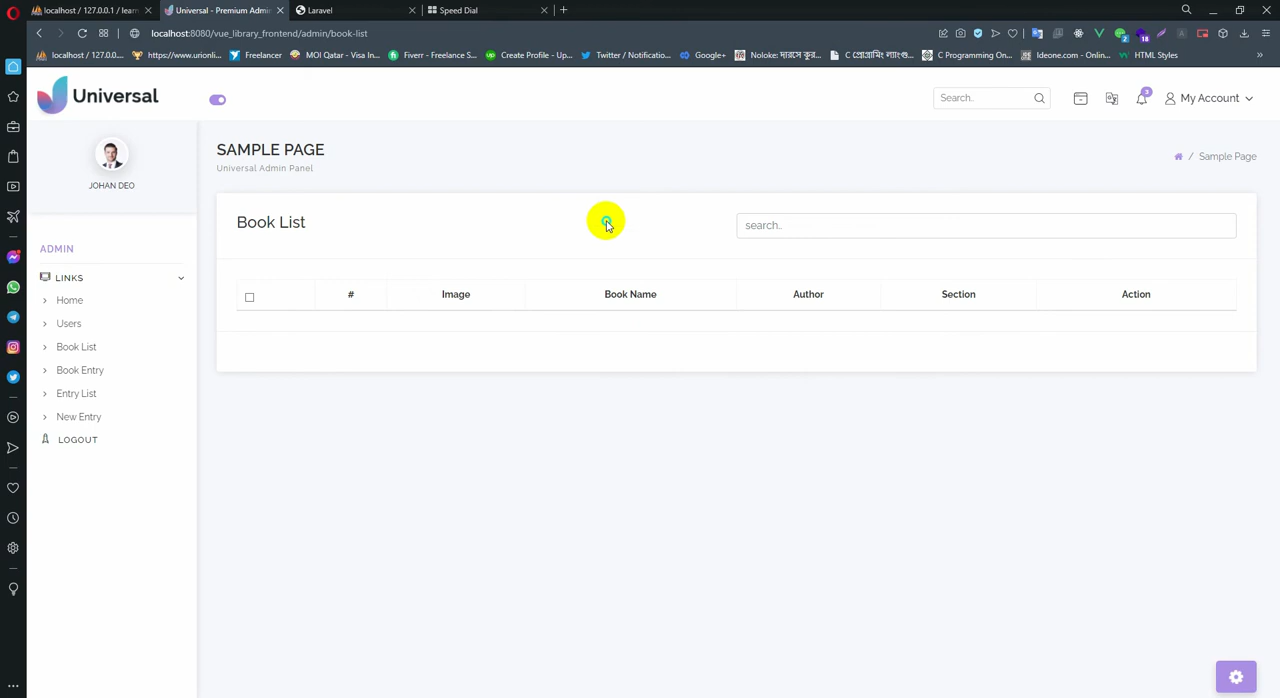 localhost / 127.0.0.1 / lear
Universal - Premium Admi
Laravel
Speed Dial
localhost:8080/vue_library_frontend/admin/book-list
localhost / 127.0.0....
https://www.urionli...
Freelancer
MOI Qatar - Visa In...
Fiverr - Freelance S...
Create Profile - Up...
Twitter / Notificatio...
Google+
Noloke: দারসে কুর...
C প্রোগ্রামিং ল্যাংগু...
C Programming On...
Ideone.com - Onlin...
HTML Styles
Universal
Search..
3
My Account
JOHAN DEO
SAMPLE PAGE
Universal Admin Panel
/ Sample Page
Book List
search..
# Image Book Name Author Section Action
ADMIN
LINKS
Home
Users
Book List
Book Entry
Entry List
New Entry
LOGOUT